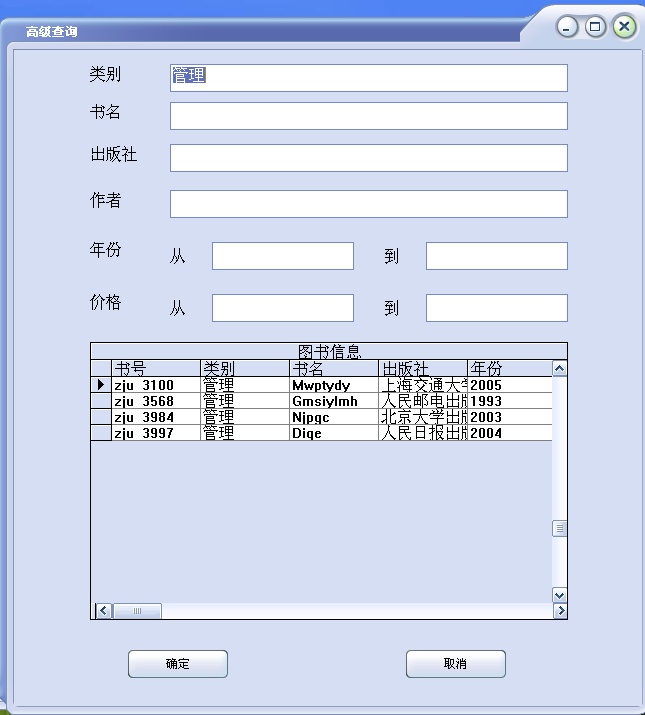 高级查询
类别 管理
书名
出版社
作者
年份 从 到
价格 从 到
图书信息
书号 类别 书名 出版社 年份
zju 3100 管理 Mwptydy 上海交通大学 2005
zju 3568 管理 Gmsiylmh 人民邮电出版 1993
zju 3984 管理 Njpgc 北京大学出版 2003
zju 3997 管理 Diqe 人民日报出版 2004
确定 取消